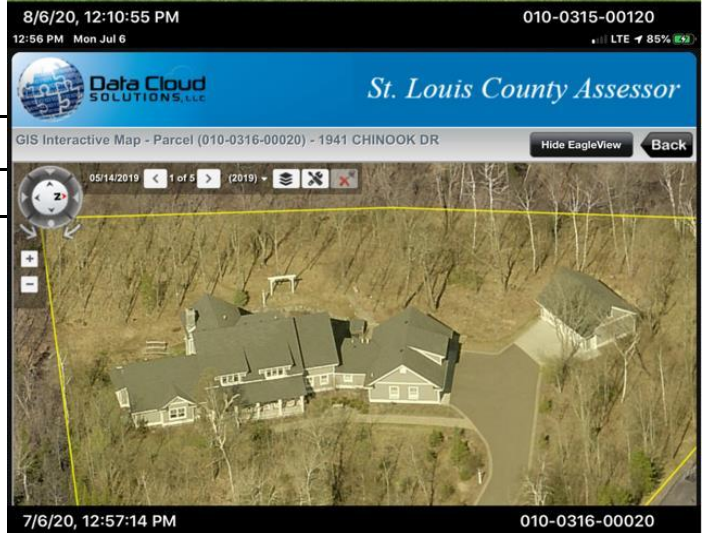 8/6/20, 12:10:55 PM 010-0315-00120
12:56 PM Mon Jul 6 LTE 85%
Data Cloud St. Louis County Assessor
SOLUTIONS, LLC
GIS Interactive Map - Parcel (010-0316-00020) - 1941 CHINOOK DR Hide EagleView Back
05/14/2019 < 1 of 5 > (2019)
Z
+
−
7/6/20, 12:57:14 PM 010-0316-00020